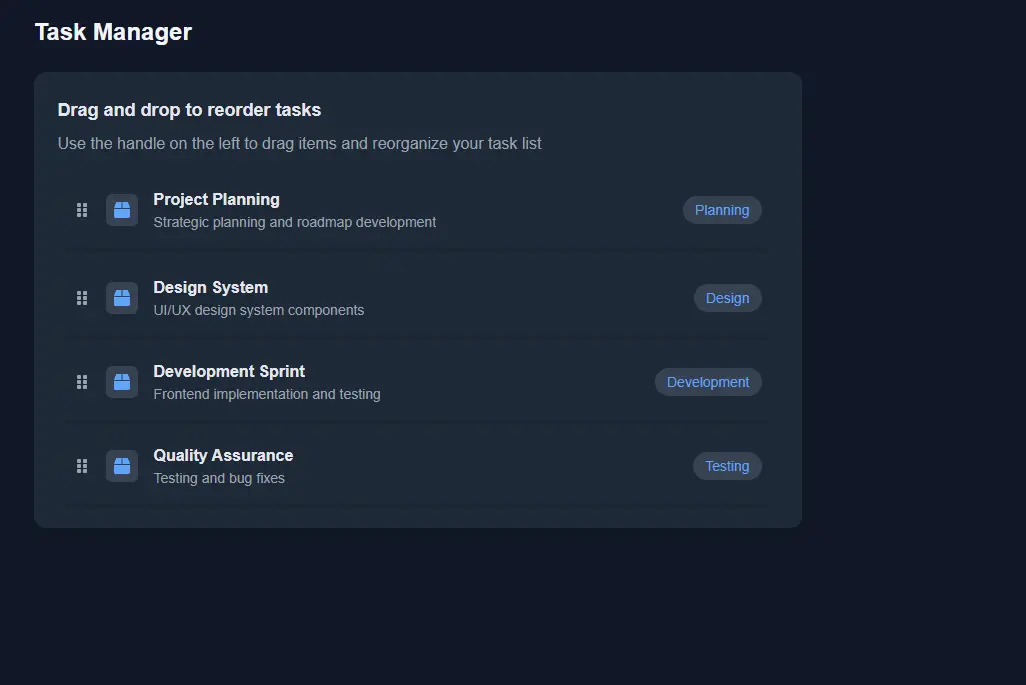 Task Manager
Drag and drop to reorder tasks
Use the handle on the left to drag items and reorganize your task list
Project Planning
Strategic planning and roadmap development
Planning
Design System
UI/UX design system components
Design
Development Sprint
Frontend implementation and testing
Development
Quality Assurance
Testing and bug fixes
Testing